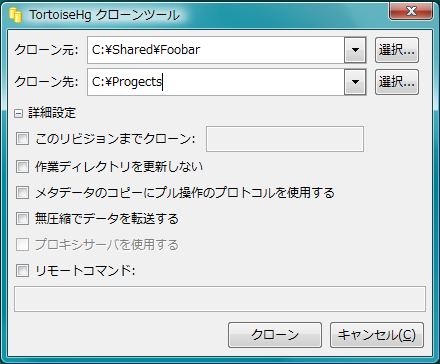 TortoiseHg クローンツール
クローン元: C:¥Shared¥Foobar 選択...
クローン先: C:¥Progects 選択...
詳細設定
このリビジョンまでクローン:
作業ディレクトリを更新しない
メタデータのコピーにプル操作のプロトコルを使用する
無圧縮でデータを転送する
プロキシサーバを使用する
リモートコマンド:
クローン キャンセル(C)